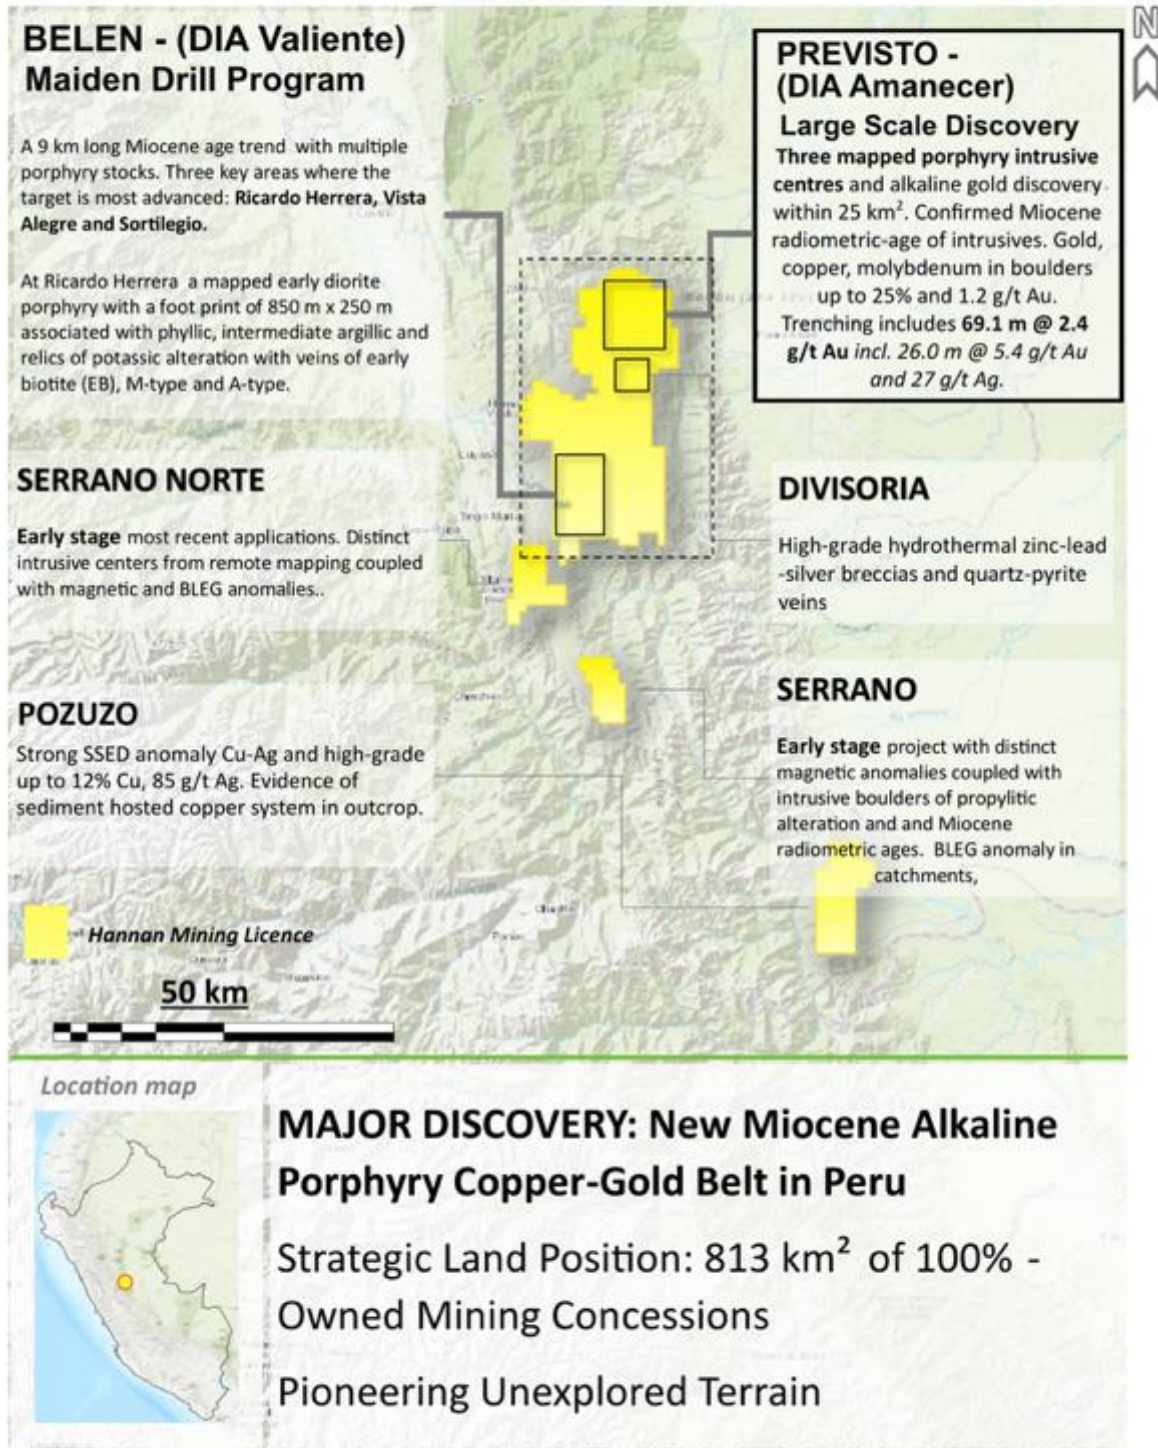 BELEN - (DIA Valiente)
Maiden Drill Program
A 9 km long Miocene age trend with multiple
porphyry stocks. Three key areas where the
target is most advanced: Ricardo Herrera, Vista
Alegre and Sortilegio.
At Ricardo Herrera a mapped early diorite
porphyry with a foot print of 850 m x 250 m
associated with phyllic, intermediate argillic and
relics of potassic alteration with veins of early
biotite (EB), M-type and A-type.
N
PREVISTO -
(DIA Amanecer)
Large Scale Discovery
Three mapped porphyry intrusive
centres and alkaline gold discovery
within 25 km². Confirmed Miocene
radiometric-age of intrusives. Gold,
copper, molybdenum in boulders
up to 25% and 1.2 g/t Au.
Trenching includes 69.1 m @ 2.4
g/t Au incl. 26.0 m @ 5.4 g/t Au
and 27 g/t Ag.
SERRANO NORTE
Early stage most recent applications. Distinct
intrusive centers from remote mapping coupled
with magnetic and BLEG anomalies..
DIVISORIA
High-grade hydrothermal zinc-lead
-silver breccias and quartz-pyrite
veins
POZUZO
Strong SSED anomaly Cu-Ag and high-grade
up to 12% Cu, 85 g/t Ag. Evidence of
sediment hosted copper system in outcrop.
SERRANO
Early stage project with distinct
magnetic anomalies coupled with
intrusive boulders of propylitic
alteration and and Miocene
radiometric ages. BLEG anomaly in
catchments,
Hannan Mining Licence
50 km
Location map
MAJOR DISCOVERY: New Miocene Alkaline
Porphyry Copper-Gold Belt in Peru
Strategic Land Position: 813 km² of 100% -
Owned Mining Concessions
Pioneering Unexplored Terrain